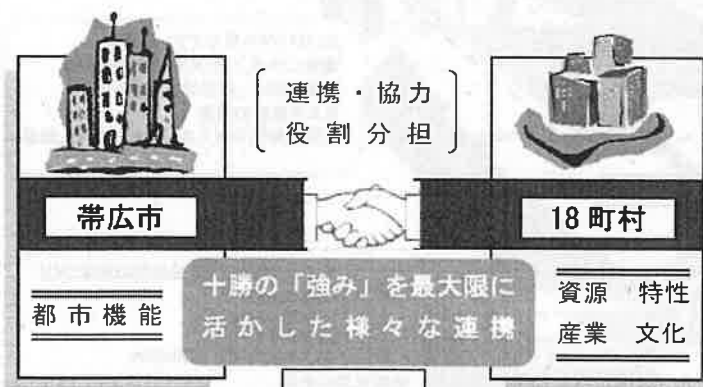 連携・協力
役割分担
帯広市
18町村
十勝の「強み」を最大限に
活かした様々な連携
都市機能
資源 特性
産業 文化